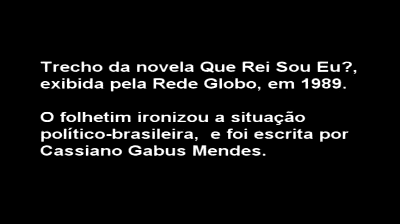 Trecho da novela Que Rei Sou Eu?,
exibida pela Rede Globo, em 1989.
O folhetim ironizou a situação
político-brasileira,  e foi escrita por
Cassiano Gabus Mendes.